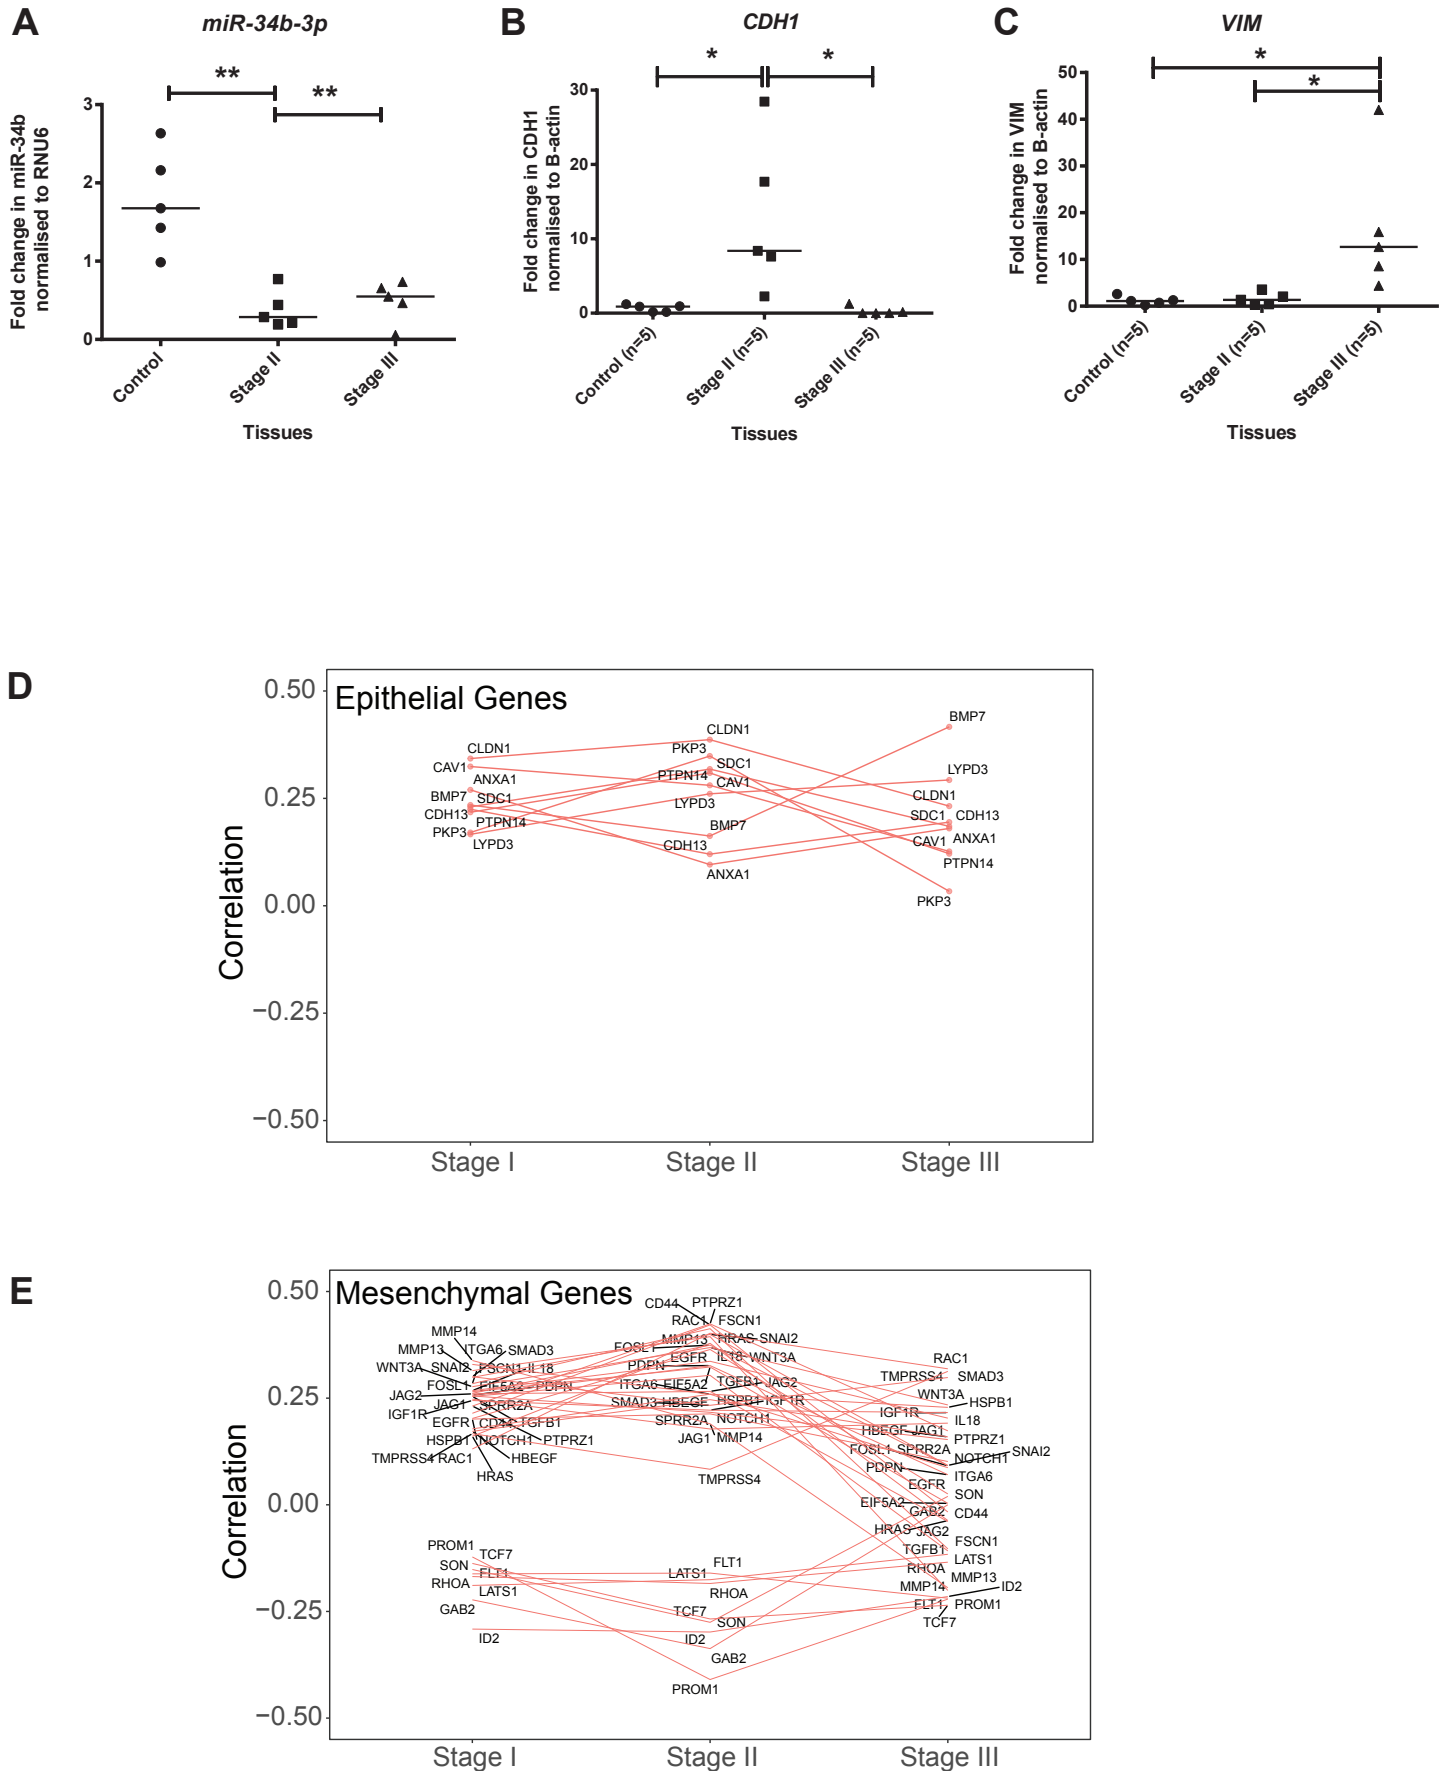 A
miR-34b-3p
**
**
Fold change in miR-34b
normalised to RNU6
3
2
1
0
Control
Stage II
Stage III
Tissues
B
CDH1
*
*
Fold change in CDH1
normalised to B-actin
30
20
10
0
Control (n=5)
Stage II (n=5)
Stage III (n=5)
Tissues
C
VIM
*
*
Fold change in VIM
normalised to B-actin
50
40
30
20
10
0
Control (n=5)
Stage II (n=5)
Stage III (n=5)
Tissues
D
Epithelial Genes
Correlation
0.50
0.25
0.00
−0.25
−0.50
CLDN1
CAV1
ANXA1
BMP7
SDC1
CDH13
PTPN14
PKP3
LYPD3
CLDN1
PKP3
SDC1
PTPN14
CAV1
LYPD3
BMP7
CDH13
ANXA1
BMP7
LYPD3
CLDN1
SDC1
CDH13
CAV1
ANXA1
PTPN14
PKP3
Stage I
Stage II
Stage III
E
Mesenchymal Genes
Correlation
0.50
0.25
0.00
−0.25
−0.50
MMP14
MMP13
ITGA6
SMAD3
WNT3A
SNAI2
FSCN1
IL18
FOSL1
EIF5A2
PDPN
JAG2
JAG1
SPRR2A
IGF1R
EGFR
CD44
TGFB1
HSPB1
NOTCH1
PTPRZ1
TMPRSS4
RAC1
HBEGF
HRAS
PROM1
TCF7
SON
FLT1
RHOA
LATS1
GAB2
ID2
CD44
PTPRZ1
RAC1
FSCN1
FOSL1
MMP13
HRAS
SNAI2
EGFR
IL18
WNT3A
PDPN
ITGA6
EIF5A2
TGFB1
JAG2
SMAD3
HBEGF
HSPB1
IGF1R
SPRR2A
NOTCH1
JAG1
MMP14
TMPRSS4
FLT1
LATS1
RHOA
TCF7
SON
ID2
GAB2
PROM1
RAC1
TMPRSS4
SMAD3
WNT3A
HSPB1
IGF1R
IL18
HBEGF
JAG1
PTPRZ1
FOSL1
SPRR2A
SNAI2
NOTCH1
PDPN
ITGA6
EGFR
SON
EIF5A2
GAB2
CD44
HRAS
JAG2
FSCN1
TGFB1
LATS1
RHOA
MMP13
MMP14
ID2
FLT1
PROM1
TCF7
Stage I
Stage II
Stage III